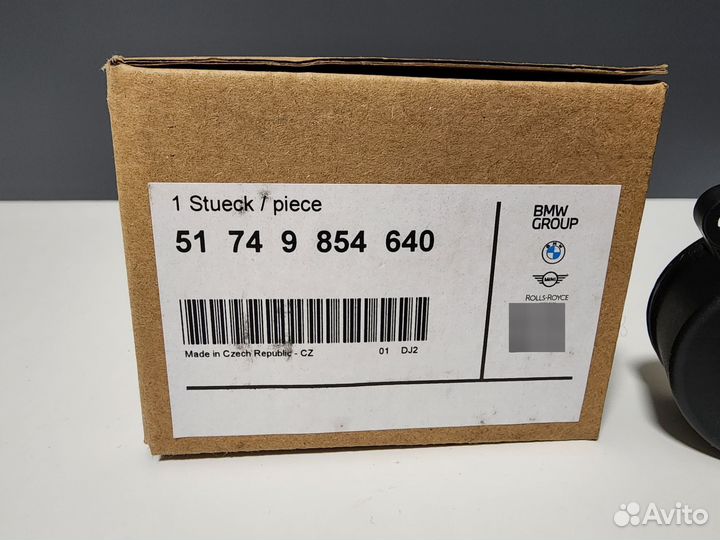 1 Stueck / piece
51 74 9 854 640
Made in Czech Republic - CZ 01 DJ2
BMW
GROUP
MINI
ROLLS-ROYCE
Avito